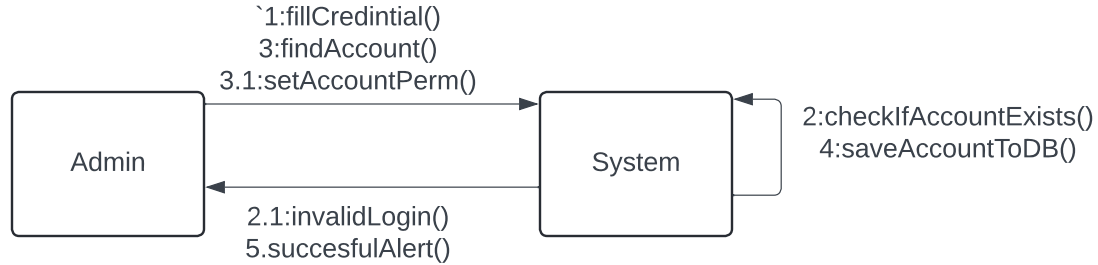 `1:fillCredintial()
3:findAccount()
3.1:setAccountPerm()
Admin
System
2:checkIfAccountExists()
4:saveAccountToDB()
2.1:invalidLogin()
5.succesfulAlert()